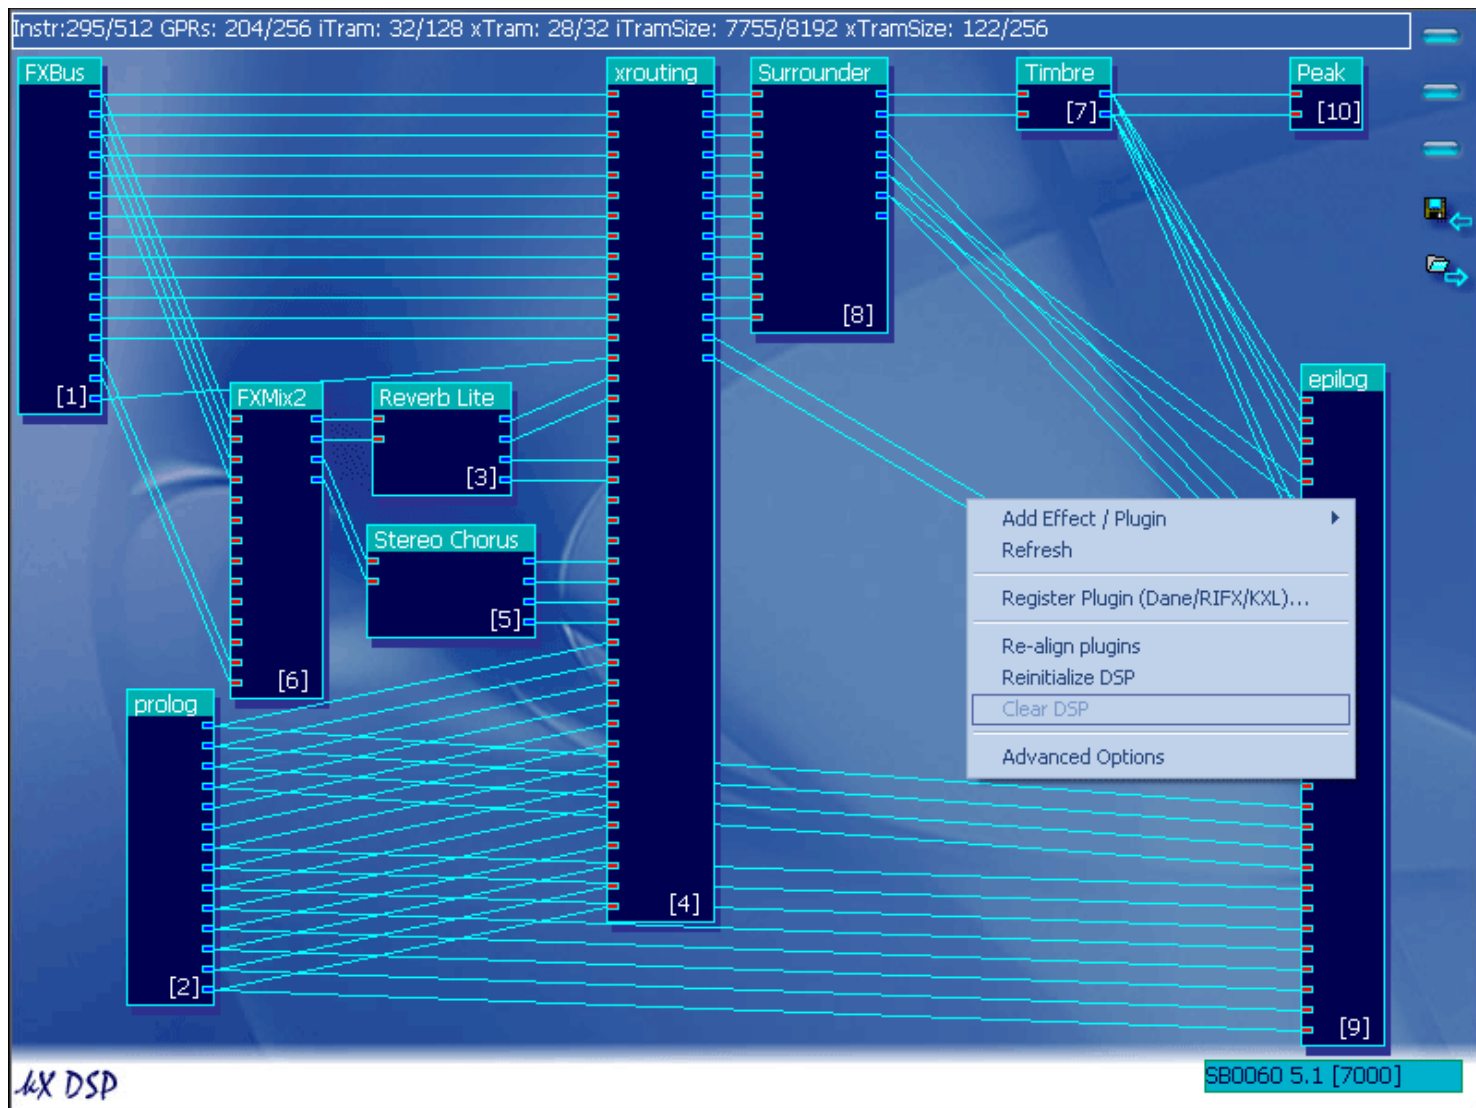 Instr:295/512 GPRs: 204/256 iTram: 32/128 xTram: 28/32 iTramSize: 7755/8192 xTramSize: 122/256
FXBus
[1]
xrouting
[4]
Surrounder
[8]
Timbre
[7]
Peak
[10]
FXMix2
[6]
Reverb Lite
[3]
Stereo Chorus
[5]
prolog
[2]
epilog
[9]
Add Effect / Plugin
Refresh
Register Plugin (Dane/RIFX/KXL)...
Re-align plugins
Reinitialize DSP
Clear DSP
Advanced Options
kX DSP
SB0060 5.1 [7000]